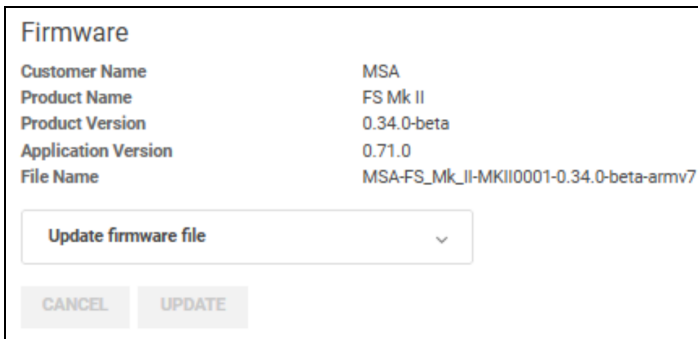 Firmware
Customer Name MSA
Product Name FS Mk II
Product Version 0.34.0-beta
Application Version 0.71.0
File Name MSA-FS_Mk_II-MKII0001-0.34.0-beta-armv7
Update firmware file
CANCEL UPDATE